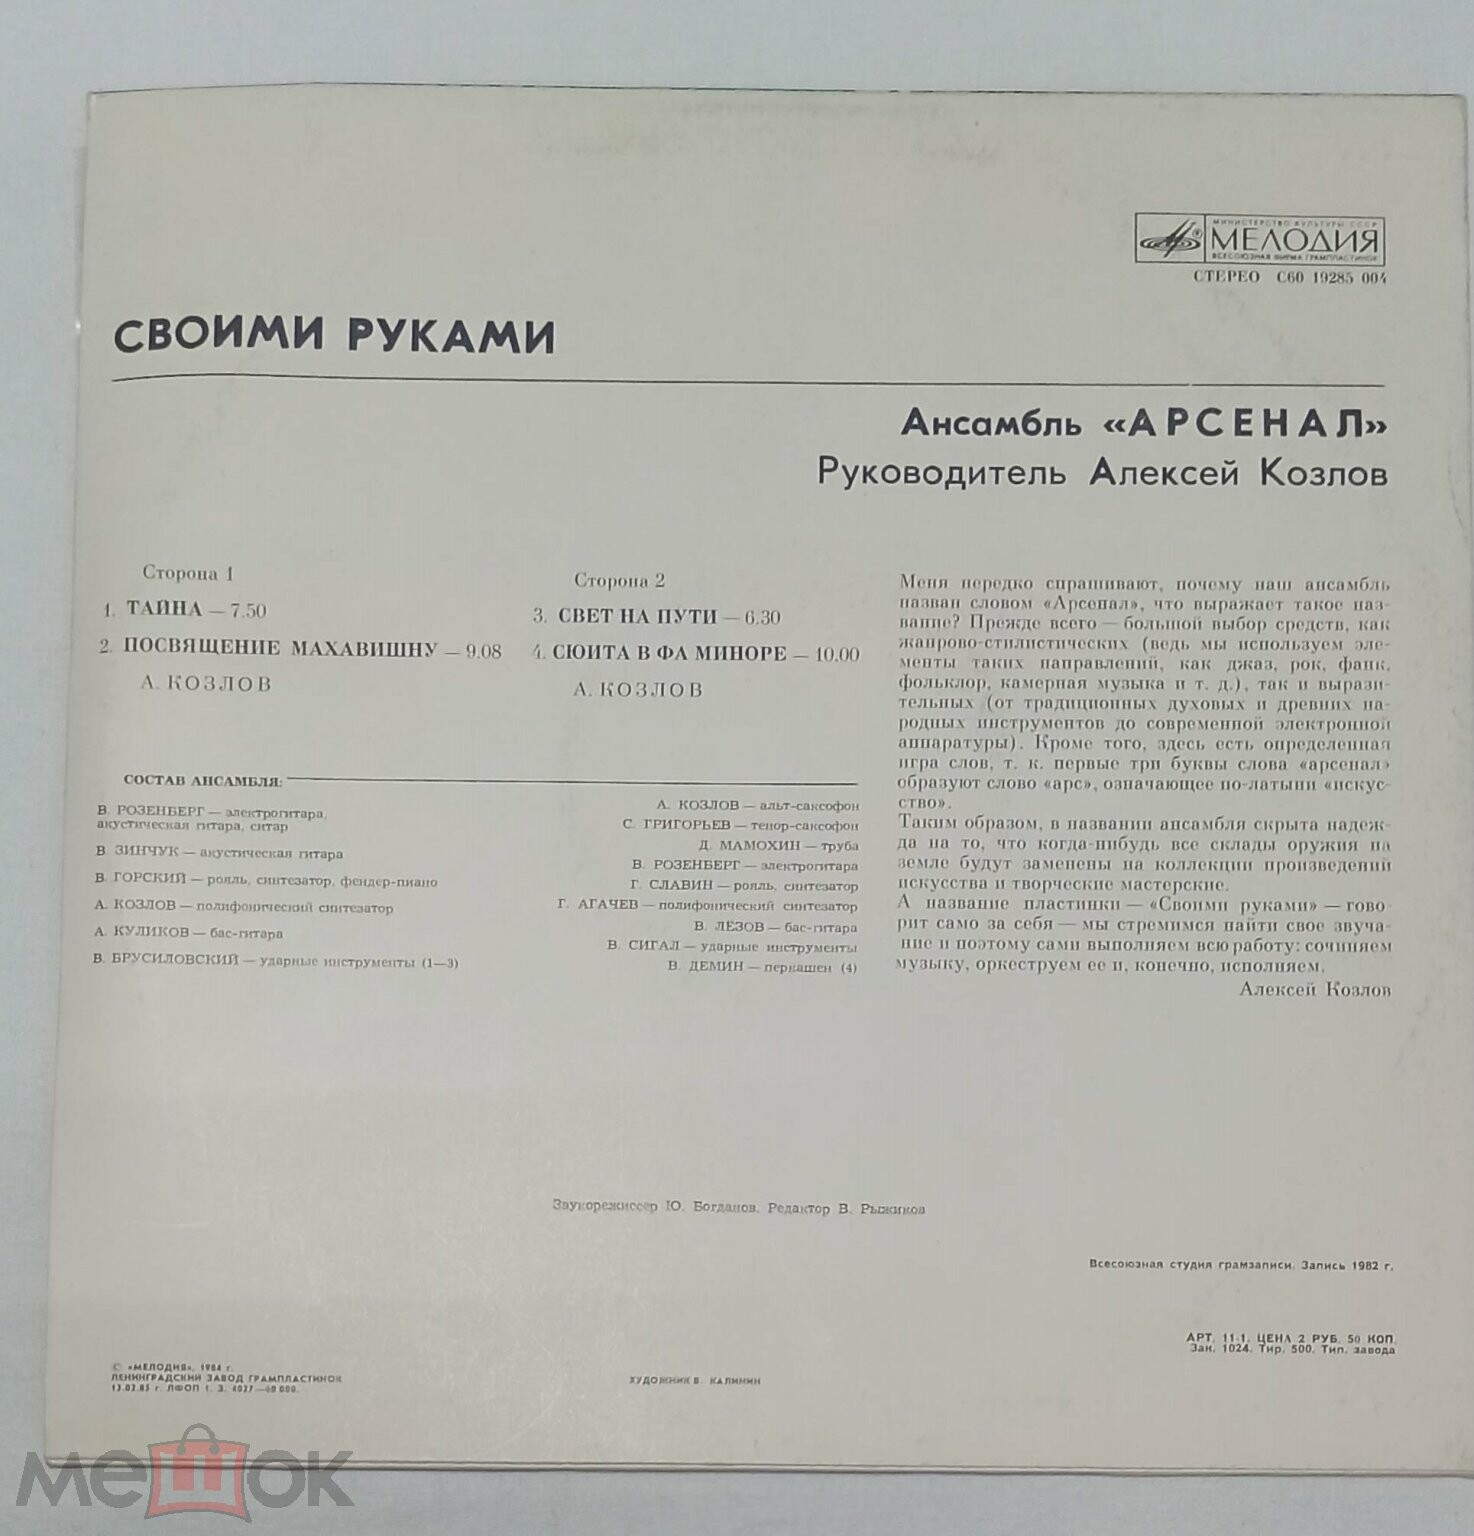 МИНИСТЕРСТВО КУЛЬТУРЫ СССР
МЕЛОДИЯ
ВСЕСОЮЗНАЯ ФИРМА ГРАМПЛАСТИНОК
СТЕРЕО С60 19285 004
СВОИМИ РУКАМИ
Ансамбль «АРСЕНАЛ»
Руководитель Алексей Козлов
Сторона 1
1. ТАЙНА — 7.50
2. ПОСВЯЩЕНИЕ МАХАВИШНУ — 9.08
А. КОЗЛОВ
Сторона 2
3. СВЕТ НА ПУТИ — 6.30
4. СЮИТА В ФА МИНОРЕ — 10.00
А. КОЗЛОВ
СОСТАВ АНСАМБЛЯ:
В. РОЗЕНБЕРГ — электрогитара,
акустическая гитара, ситар
В. ЗИНЧУК — акустическая гитара
В. ГОРСКИЙ — рояль, синтезатор, фендер-пиано
А. КОЗЛОВ — полифонический синтезатор
А. КУЛИКОВ — бас-гитара
В. БРУСИЛОВСКИЙ — ударные инструменты (1—3)
А. КОЗЛОВ — альт-саксофон
С. ГРИГОРЬЕВ — тенор-саксофон
Д. МАМОХИН — труба
В. РОЗЕНБЕРГ — электрогитара
Г. СЛАВИН — рояль, синтезатор
Г. АГАЧЕВ — полифонический синтезатор
В. ЛЁЗОВ — бас-гитара
В. СИГАЛ — ударные инструменты
В. ДЕМИН — перкашен (4)
Меня нередко спрашивают, почему наш ансамбль
назван словом «Арсенал», что выражает такое наз-
вание? Прежде всего — большой выбор средств, как
жанрово-стилистических (ведь мы используем эле-
менты таких направлений, как джаз, рок, фанк,
фольклор, камерная музыка и т. д.), так и вырази-
тельных (от традиционных духовых и древних на-
родных инструментов до современной электронной
аппаратуры). Кроме того, здесь есть определенная
игра слов, т. к. первые три буквы слова «арсенал»
образуют слово «арс», означающее по-латыни «искус-
ство».
Таким образом, в названии ансамбля скрыта надеж-
да на то, что когда-нибудь все склады оружия на
земле будут заменены на коллекции произведений
искусства и творческие мастерские.
А название пластинки — «Своими руками» — гово-
рит само за себя — мы стремимся найти свое звуча-
ние и поэтому сами выполняем всю работу: сочиняем
музыку, оркеструем ее и, конечно, исполняем.
Алексей Козлов
Звукорежиссер Ю. Богданов. Редактор В. Рыжиков
Всесоюзная студия грамзаписи. Запись 1982 г.
АРТ. 11-1. ЦЕНА 2 РУБ. 50 КОП.
Зак. 1024. Тир. 500. Тип. завода
© «МЕЛОДИЯ», 1984 г.
ЛЕНИНГРАДСКИЙ ЗАВОД ГРАМПЛАСТИНОК
13.02.85 г. ЛФОП 1. З. 4027—60 000.
ХУДОЖНИК В. КАЛИНИН
мешок